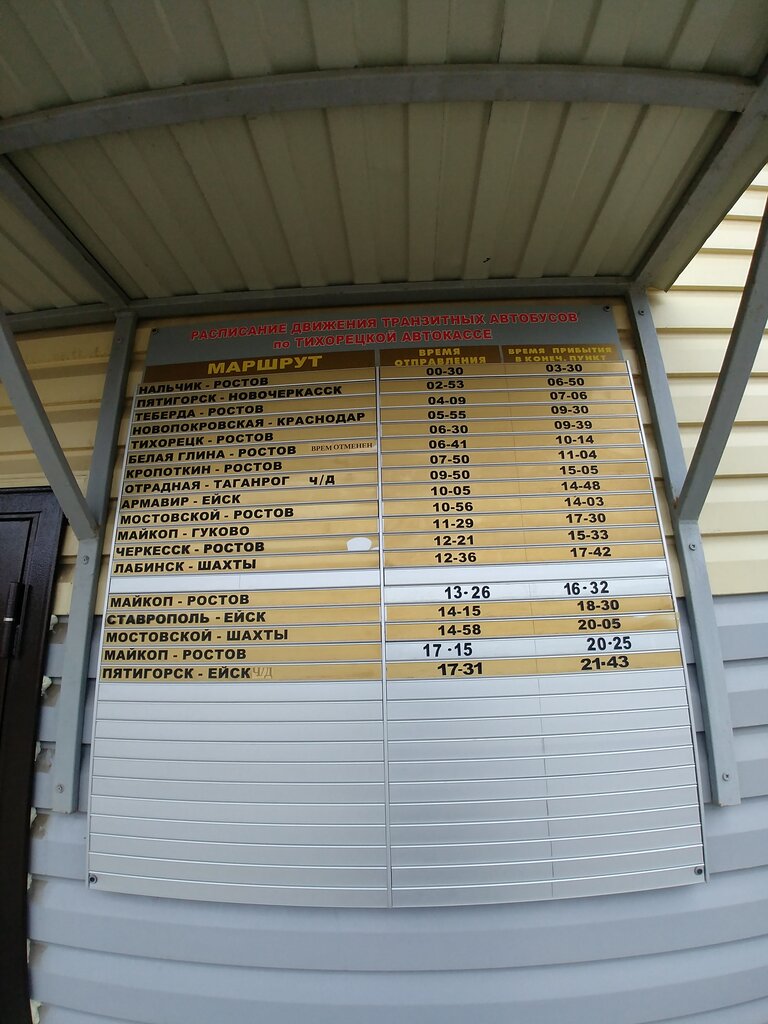 РАСПИСАНИЕ ДВИЖЕНИЯ ТРАНЗИТНЫХ АВТОБУСОВ
по ТИХОРЕЦКОЙ АВТОКАССЕ
МАРШРУТ ВРЕМЯ ОТПРАВЛЕНИЯ ВРЕМЯ ПРИБЫТИЯ В КОНЕЧ. ПУНКТ
НАЛЬЧИК - РОСТОВ 00-30 03-30
ПЯТИГОРСК - НОВОЧЕРКАССК 02-53 06-50
ТЕБЕРДА - РОСТОВ 04-09 07-06
НОВОПОКРОВСКАЯ - КРАСНОДАР 05-55 09-30
ТИХОРЕЦК - РОСТОВ 06-30 09-39
БЕЛАЯ ГЛИНА - РОСТОВ ВРЕМ ОТМЕНЕН 06-41 10-14
КРОПОТКИН - РОСТОВ 07-50 11-04
ОТРАДНАЯ - ТАГАНРОГ Ч/Д 09-50 15-05
АРМАВИР - ЕЙСК 10-05 14-48
МОСТОВСКОЙ - РОСТОВ 10-56 14-03
МАЙКОП - ГУКОВО 11-29 17-30
ЧЕРКЕССК - РОСТОВ 12-21 15-33
ЛАБИНСК - ШАХТЫ 12-36 17-42
МАЙКОП - РОСТОВ 13-26 16-32
СТАВРОПОЛЬ - ЕЙСК 14-15 18-30
МОСТОВСКОЙ - ШАХТЫ 14-58 20-05
МАЙКОП - РОСТОВ 17-15 20-25
ПЯТИГОРСК - ЕЙСК Ч/Д 17-31 21-43